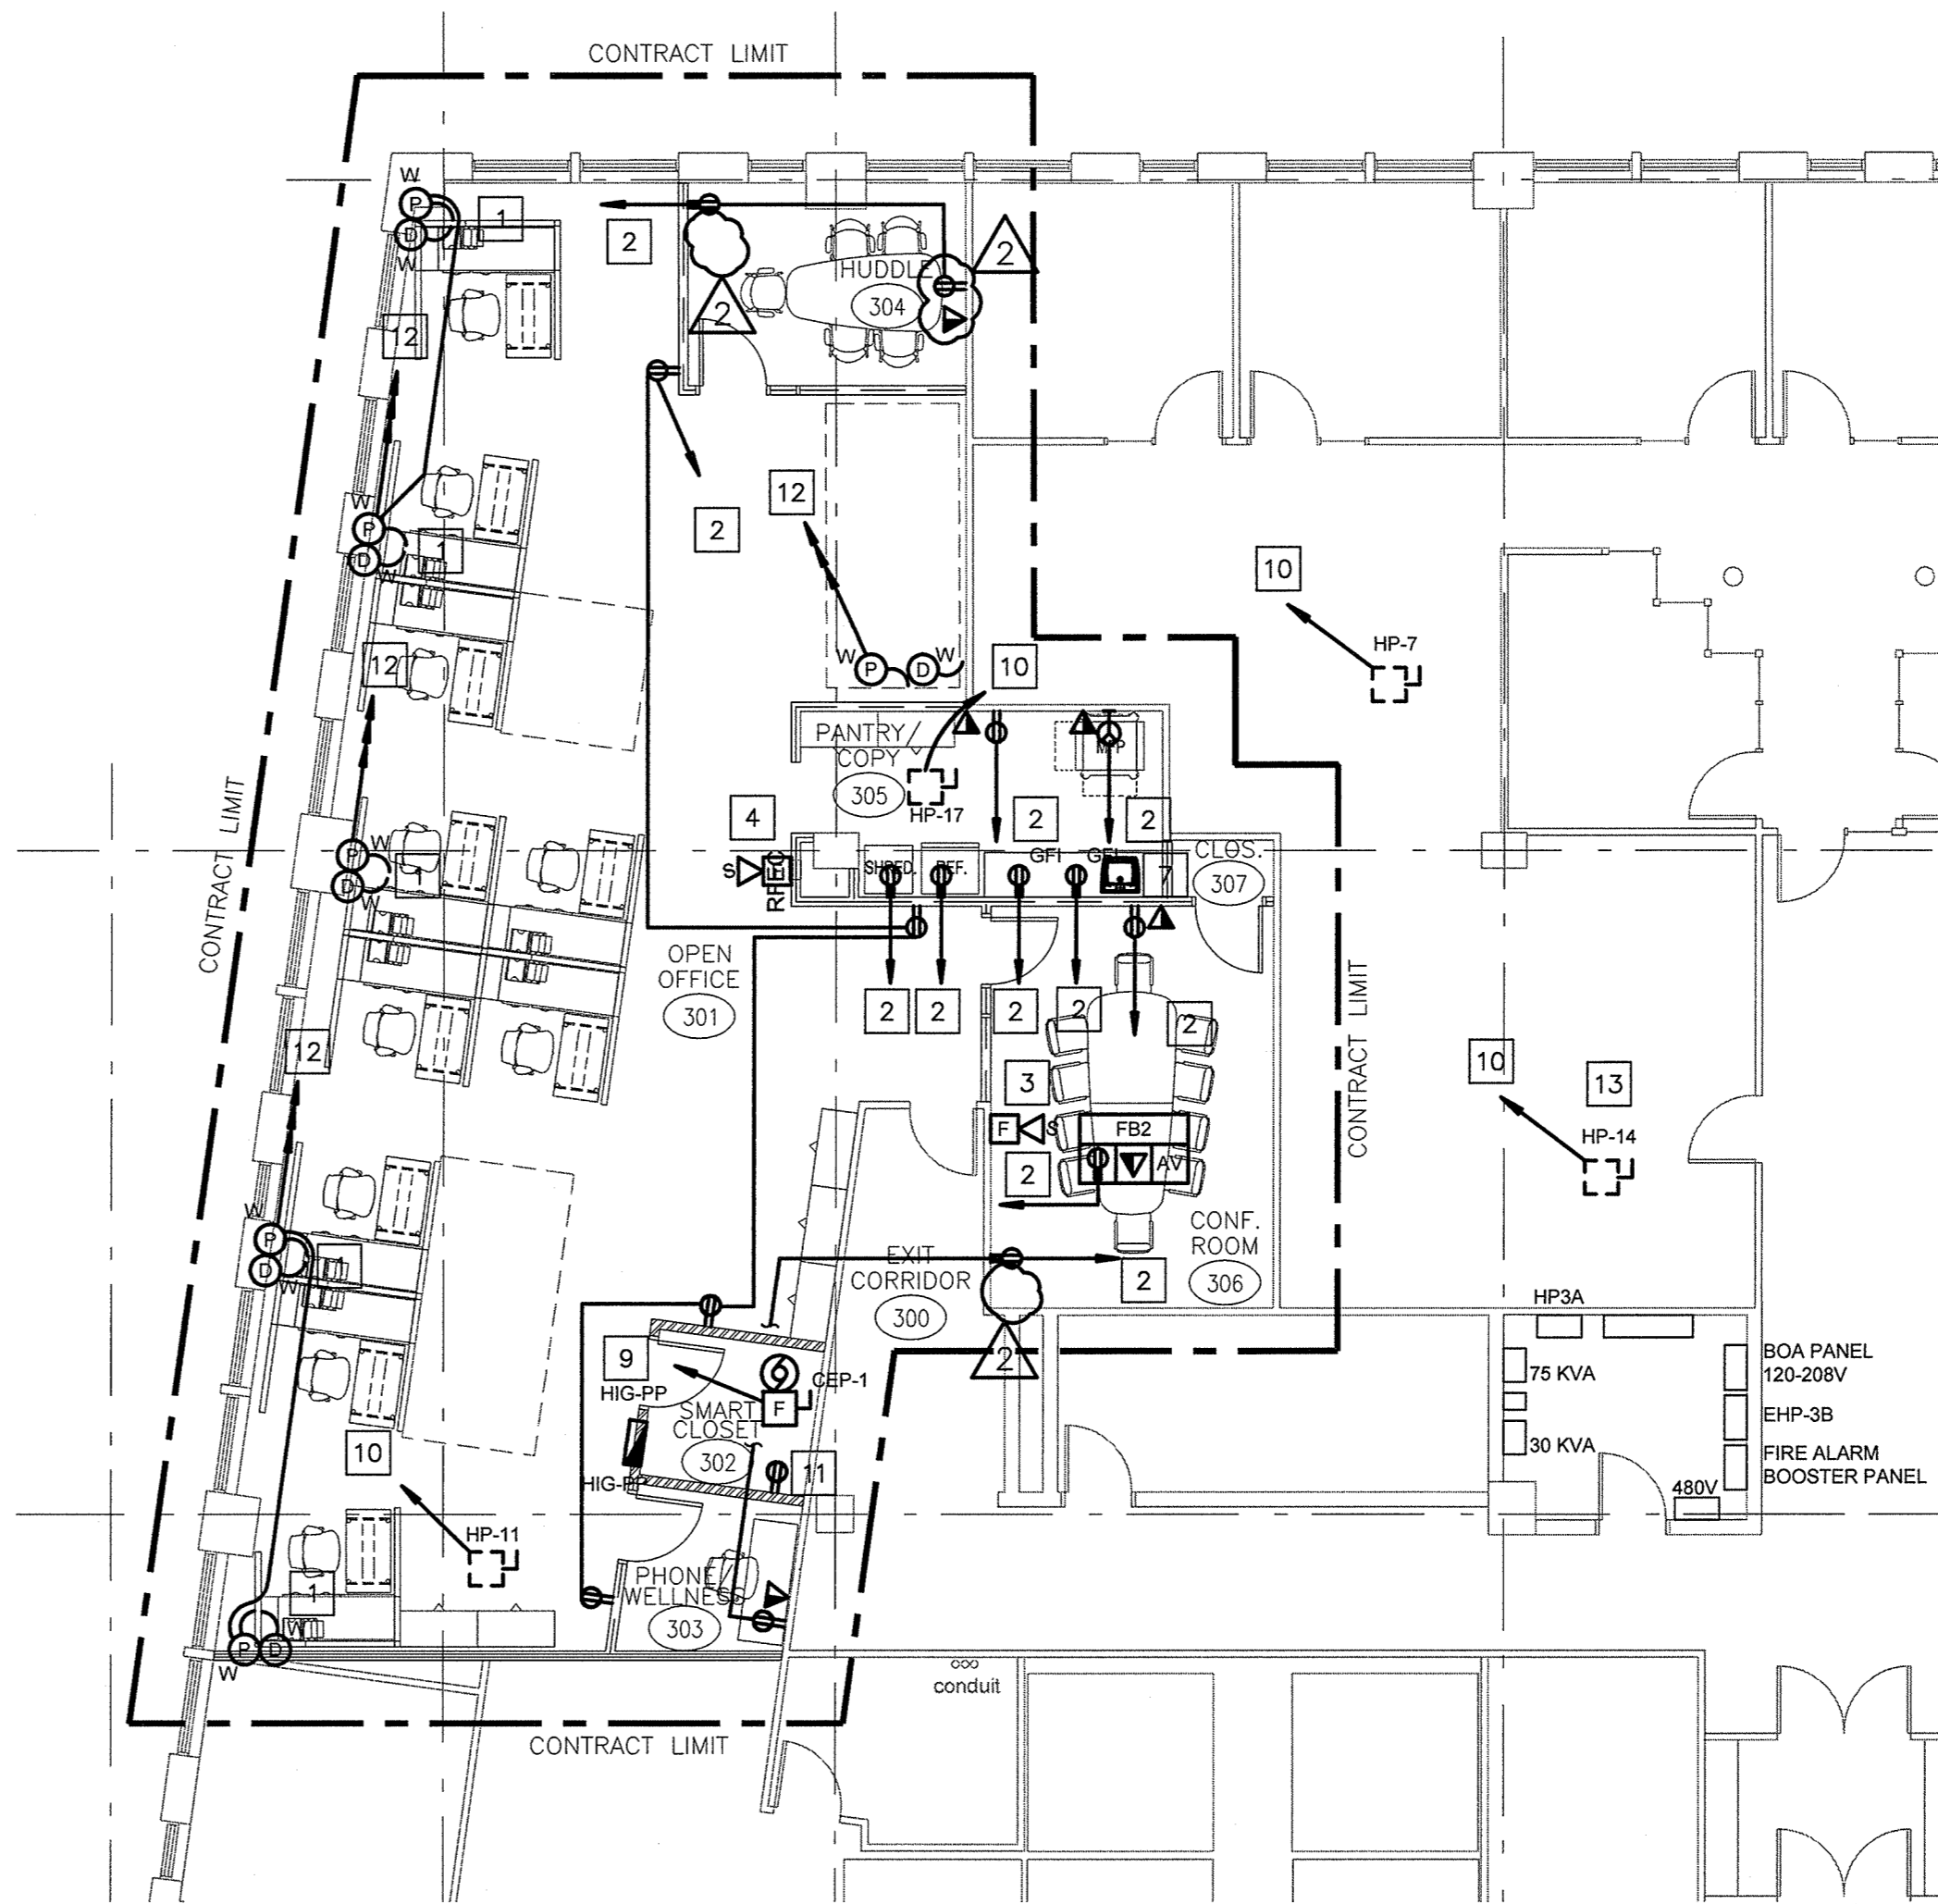 CONTRACT LIMIT
W
P
1
D
W
2
2
HUDDLE
304
2
12
12
2
W
P
1
D
W
10
HP-7
12
W
P
D
W
10
PANTRY/
COPY
305
M/P
HP-17
4
2
2
S
RFEO
SHRED.
REF.
GFI
GFI
7
CLOS.
307
P
W
D
1
W
CONTRACT LIMIT
OPEN
OFFICE
301
2
2
2
2
2
CONTRACT LIMIT
12
3
F
S
FB2
AV
2
10
13
HP-14
W
P
D
1
W
EXIT
CORRIDOR
300
2
CONF.
ROOM
306
2
HP3A
75 KVA
30 KVA
480V
BOA PANEL
120-208V
EHP-3B
FIRE ALARM
BOOSTER PANEL
9
HIG-PP
CEP-1
F
SMART
CLOSET
302
11
10
HP-11
PHONE/
WELLNESS
303
1
W
P
D
W
conduit
CONTRACT LIMIT